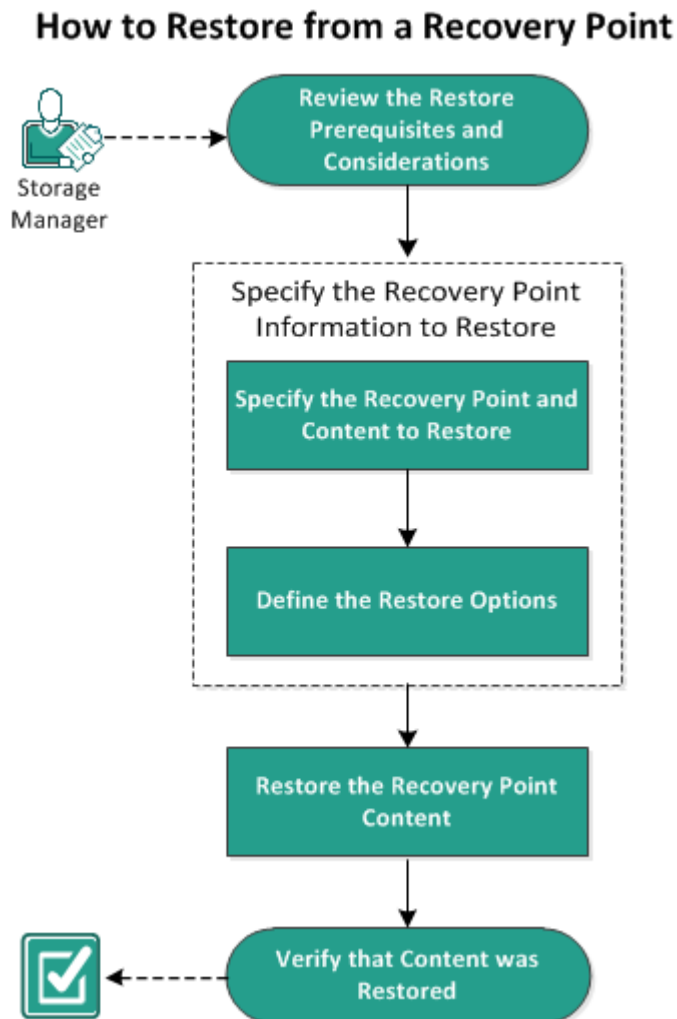 How to Restore from a Recovery Point
Review the Restore
Prerequisites and
Considerations
Storage
Manager
Specify the Recovery Point
Information to Restore
Specify the Recovery Point and
Content to Restore
Define the Restore Options
Restore the Recovery Point
Content
Verify that Content was
Restored